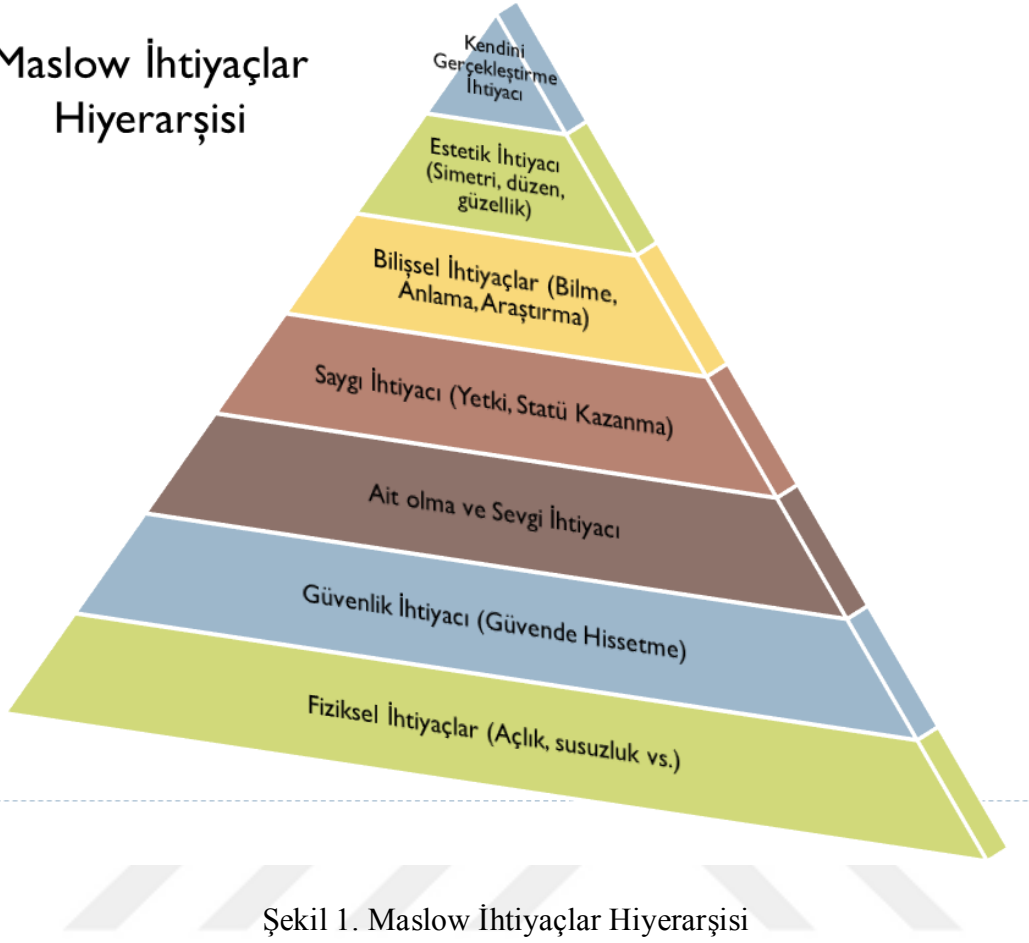 Maslow İhtiyaçlar
Hiyerarşisi
Kendini
Gerçekleştirme
İhtiyacı
Estetik İhtiyacı
(Simetri, düzen,
güzellik)
Bilişsel İhtiyaçlar (Bilme,
Anlama,Araştırma)
Saygı İhtiyacı (Yetki, Statü Kazanma)
Ait olma ve Sevgi İhtiyacı
Güvenlik İhtiyacı (Güvende Hissetme)
Fiziksel İhtiyaçlar (Açlık, susuzluk vs.)
Şekil 1. Maslow İhtiyaçlar Hiyerarşisi